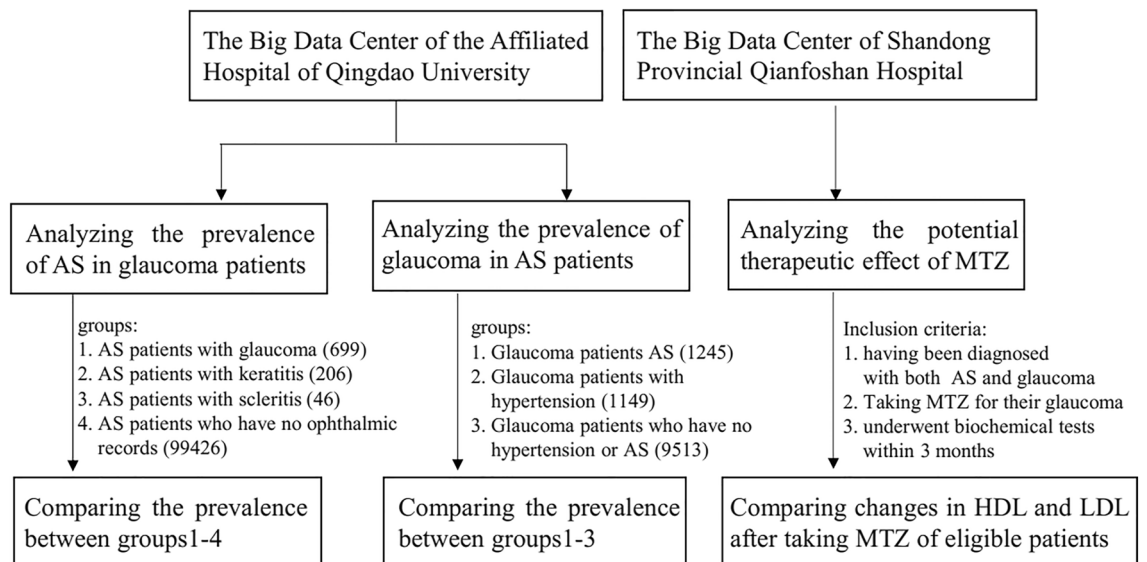 The Big Data Center of the Affiliated
Hospital of Qingdao University
The Big Data Center of Shandong
Provincial Qianfoshan Hospital
Analyzing the prevalence
of AS in glaucoma patients
Analyzing the prevalence of
glaucoma in AS patients
Analyzing the potential
therapeutic effect of MTZ
groups:
1. AS patients with glaucoma (699)
2. AS patients with keratitis (206)
3. AS patients with scleritis (46)
4. AS patients who have no ophthalmic
records (99426)
groups:
1. Glaucoma patients AS (1245)
2. Glaucoma patients with
hypertension (1149)
3. Glaucoma patients who have no
hypertension or AS (9513)
Inclusion criteria:
1. having been diagnosed
with both AS and glaucoma
2. Taking MTZ for their glaucoma
3. underwent biochemical tests
within 3 months
Comparing the prevalence
between groups1-4
Comparing the prevalence
between groups1-3
Comparing changes in HDL and LDL
after taking MTZ of eligible patients